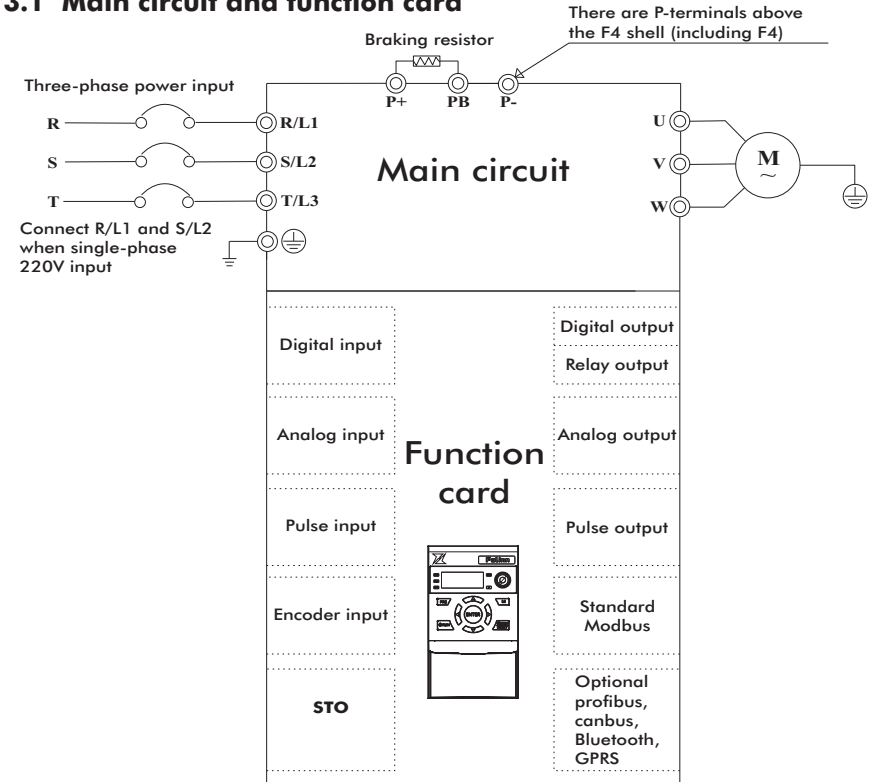 3.1 Main circuit and function card
There are P-terminals above
the F4 shell (including F4)
Braking resistor
P+
PB
P-
Three-phase power input
R
R/L1
S
S/L2
T
T/L3
Connect R/L1 and S/L2
when single-phase
220V input
Main circuit
U
V
W
M
~
Digital input
Digital output
Relay output
Analog input
Analog output
Function
card
Pulse input
Pulse output
ENTER
Encoder input
Standard
Modbus
STO
Optional
profibus,
canbus,
Bluetooth,
GPRS